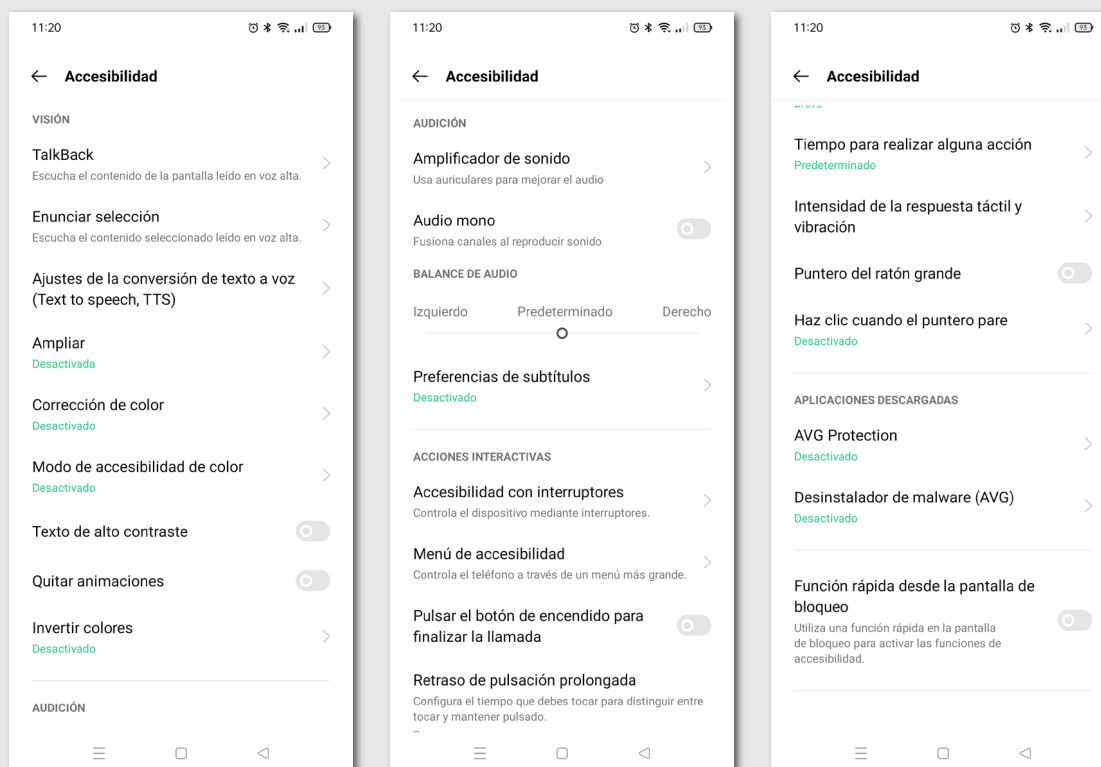 11:20
93
Accesibilidad
VISIÓN
TalkBack
Escucha el contenido de la pantalla leído en voz alta.
Enunciar selección
Escucha el contenido seleccionado leído en voz alta.
Ajustes de la conversión de texto a voz
(Text to speech, TTS)
Ampliar
Desactivada
Corrección de color
Desactivado
Modo de accesibilidad de color
Desactivado
Texto de alto contraste
Quitar animaciones
Invertir colores
Desactivado
AUDICIÓN
11:20
93
Accesibilidad
AUDICIÓN
Amplificador de sonido
Usa auriculares para mejorar el audio
Audio mono
Fusiona canales al reproducir sonido
BALANCE DE AUDIO
Izquierdo Predeterminado Derecho
Preferencias de subtítulos
Desactivado
ACCIONES INTERACTIVAS
Accesibilidad con interruptores
Controla el dispositivo mediante interruptores.
Menú de accesibilidad
Controla el teléfono a través de un menú más grande.
Pulsar el botón de encendido para
finalizar la llamada
Retraso de pulsación prolongada
Configura el tiempo que debes tocar para distinguir entre
tocar y mantener pulsado.
11:20
93
Accesibilidad
Tiempo para realizar alguna acción
Predeterminado
Intensidad de la respuesta táctil y
vibración
Puntero del ratón grande
Haz clic cuando el puntero pare
Desactivado
APLICACIONES DESCARGADAS
AVG Protection
Desactivado
Desinstalador de malware (AVG)
Desactivado
Función rápida desde la pantalla de
bloqueo
Utiliza una función rápida en la pantalla
de bloqueo para activar las funciones de
accesibilidad.